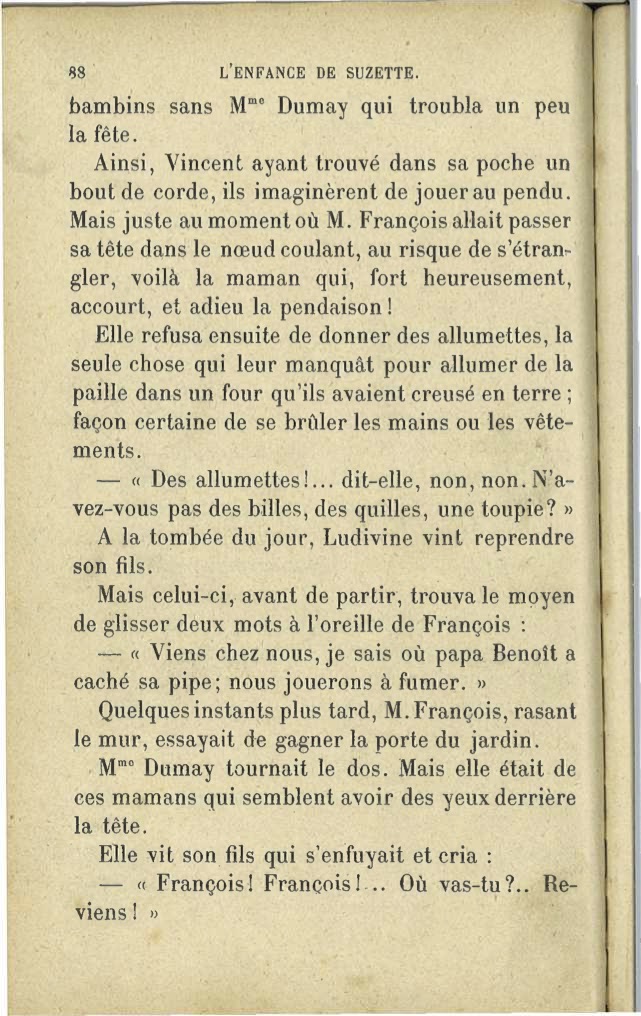 88 L'ENFANCE DE SUZETTE.
bambins sans Mme Dumay qui troubla un peu
la fête.
Ainsi, Vincent ayant trouvé dans sa poche un
bout de corde, ils imaginèrent de jouer au pendu.
Mais juste au moment où M. François allait passer
sa tête dans le nœud coulant, au risque de s'étran-
gler, voilà la maman qui, fort heureusement,
accourt, et adieu la pendaison !
Elle refusa ensuite de donner des allumettes, la
seule chose qui leur manquât pour allumer de la
paille dans un four qu'ils avaient creusé en terre ;
façon certaine de se brûler les mains ou les vête-
ments.
— « Des allumettes !... dit-elle, non, non. N'a-
vez-vous pas des billes, des quilles, une toupie ? »
A la tombée du jour, Ludivine vint reprendre
son fils.
Mais celui-ci, avant de partir, trouva le moyen
de glisser deux mots à l'oreille de François :
— « Viens chez nous, je sais où papa Benoît a
caché sa pipe ; nous jouerons à fumer. »
Quelques instants plus tard, M. François, rasant
le mur, essayait de gagner la porte du jardin.
Mme Dumay tournait le dos. Mais elle était de
ces mamans qui semblent avoir des yeux derrière
la tête.
Elle vit son fils qui s'enfuyait et cria :
— « François ! François !... Où vas-tu ?.. Re-
viens ! »